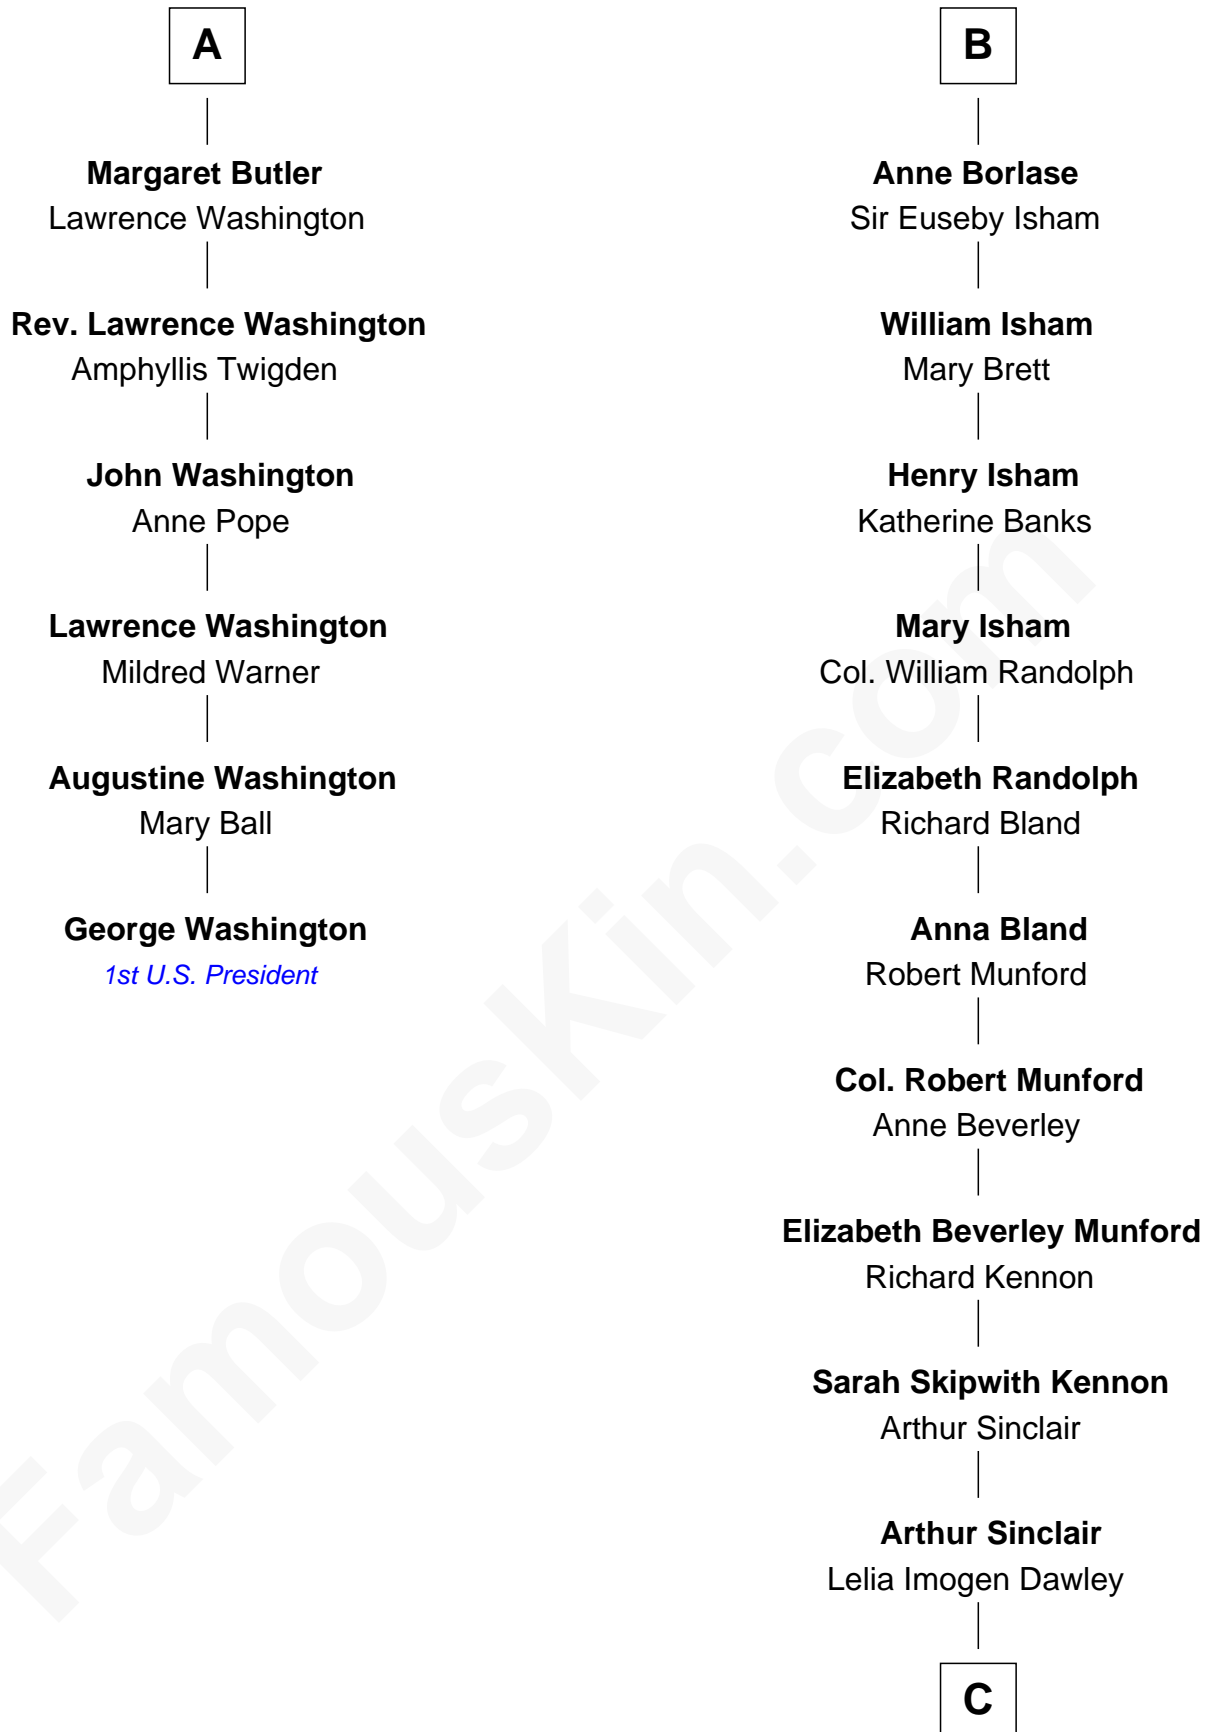 A
Margaret Butler
Lawrence Washington
Rev. Lawrence Washington
Amphyllis Twigden
John Washington
Anne Pope
Lawrence Washington
Mildred Warner
Augustine Washington
Mary Ball
George Washington
1st U.S. President
B
Anne Borlase
Sir Euseby Isham
William Isham
Mary Brett
Henry Isham
Katherine Banks
Mary Isham
Col. William Randolph
Elizabeth Randolph
Richard Bland
Anna Bland
Robert Munford
Col. Robert Munford
Anne Beverley
Elizabeth Beverley Munford
Richard Kennon
Sarah Skipwith Kennon
Arthur Sinclair
Arthur Sinclair
Lelia Imogen Dawley
C
FamousKin.com